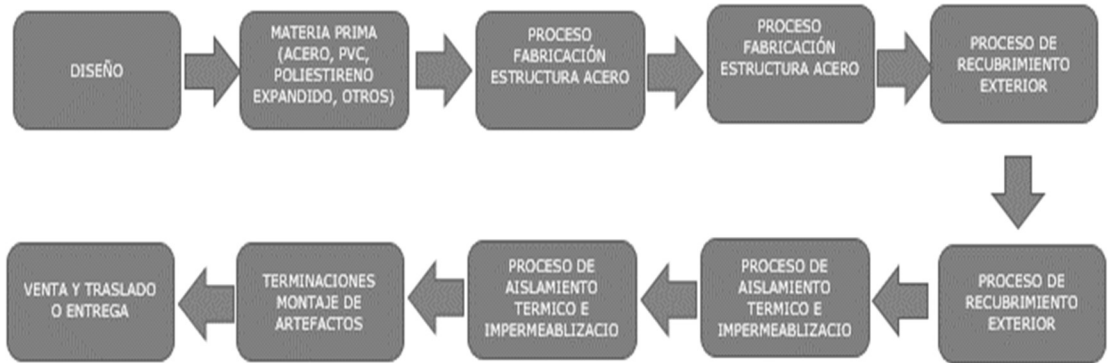 DISEÑO
MATERIA PRIMA
(ACERO, PVC,
POLIESTIRENO
EXPANDIDO, OTROS)
PROCESO
FABRICACIÓN
ESTRUCTURA ACERO
PROCESO
FABRICACIÓN
ESTRUCTURA ACERO
PROCESO DE
RECUBRIMIENTO
EXTERIOR
PROCESO DE
RECUBRIMIENTO
EXTERIOR
PROCESO DE
AISLAMIENTO
TERMICO E
IMPERMEABLIZACIO
PROCESO DE
AISLAMIENTO
TERMICO E
IMPERMEABLIZACIO
TERMINACIONES
MONTAJE DE
ARTEFACTOS
VENTA Y TRASLADO
O ENTREGA